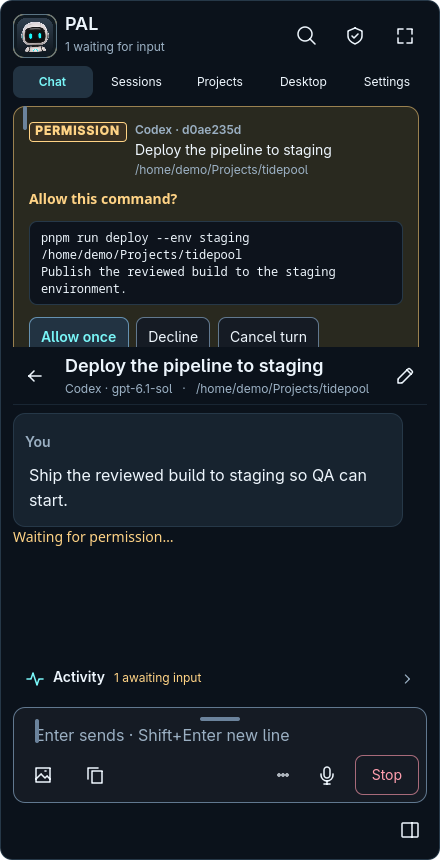 PAL
1 waiting for input
Chat
Sessions
Projects
Desktop
Settings
PERMISSION
Codex · d0ae235d
Deploy the pipeline to staging
/home/demo/Projects/tidepool
Allow this command?
pnpm run deploy --env staging
/home/demo/Projects/tidepool
Publish the reviewed build to the staging
environment.
Allow once
Decline
Cancel turn
Deploy the pipeline to staging
Codex · gpt-6.1-sol · /home/demo/Projects/tidepool
You
Ship the reviewed build to staging so QA can
start.
Waiting for permission...
Activity
1 awaiting input
Enter sends · Shift+Enter new line
Stop